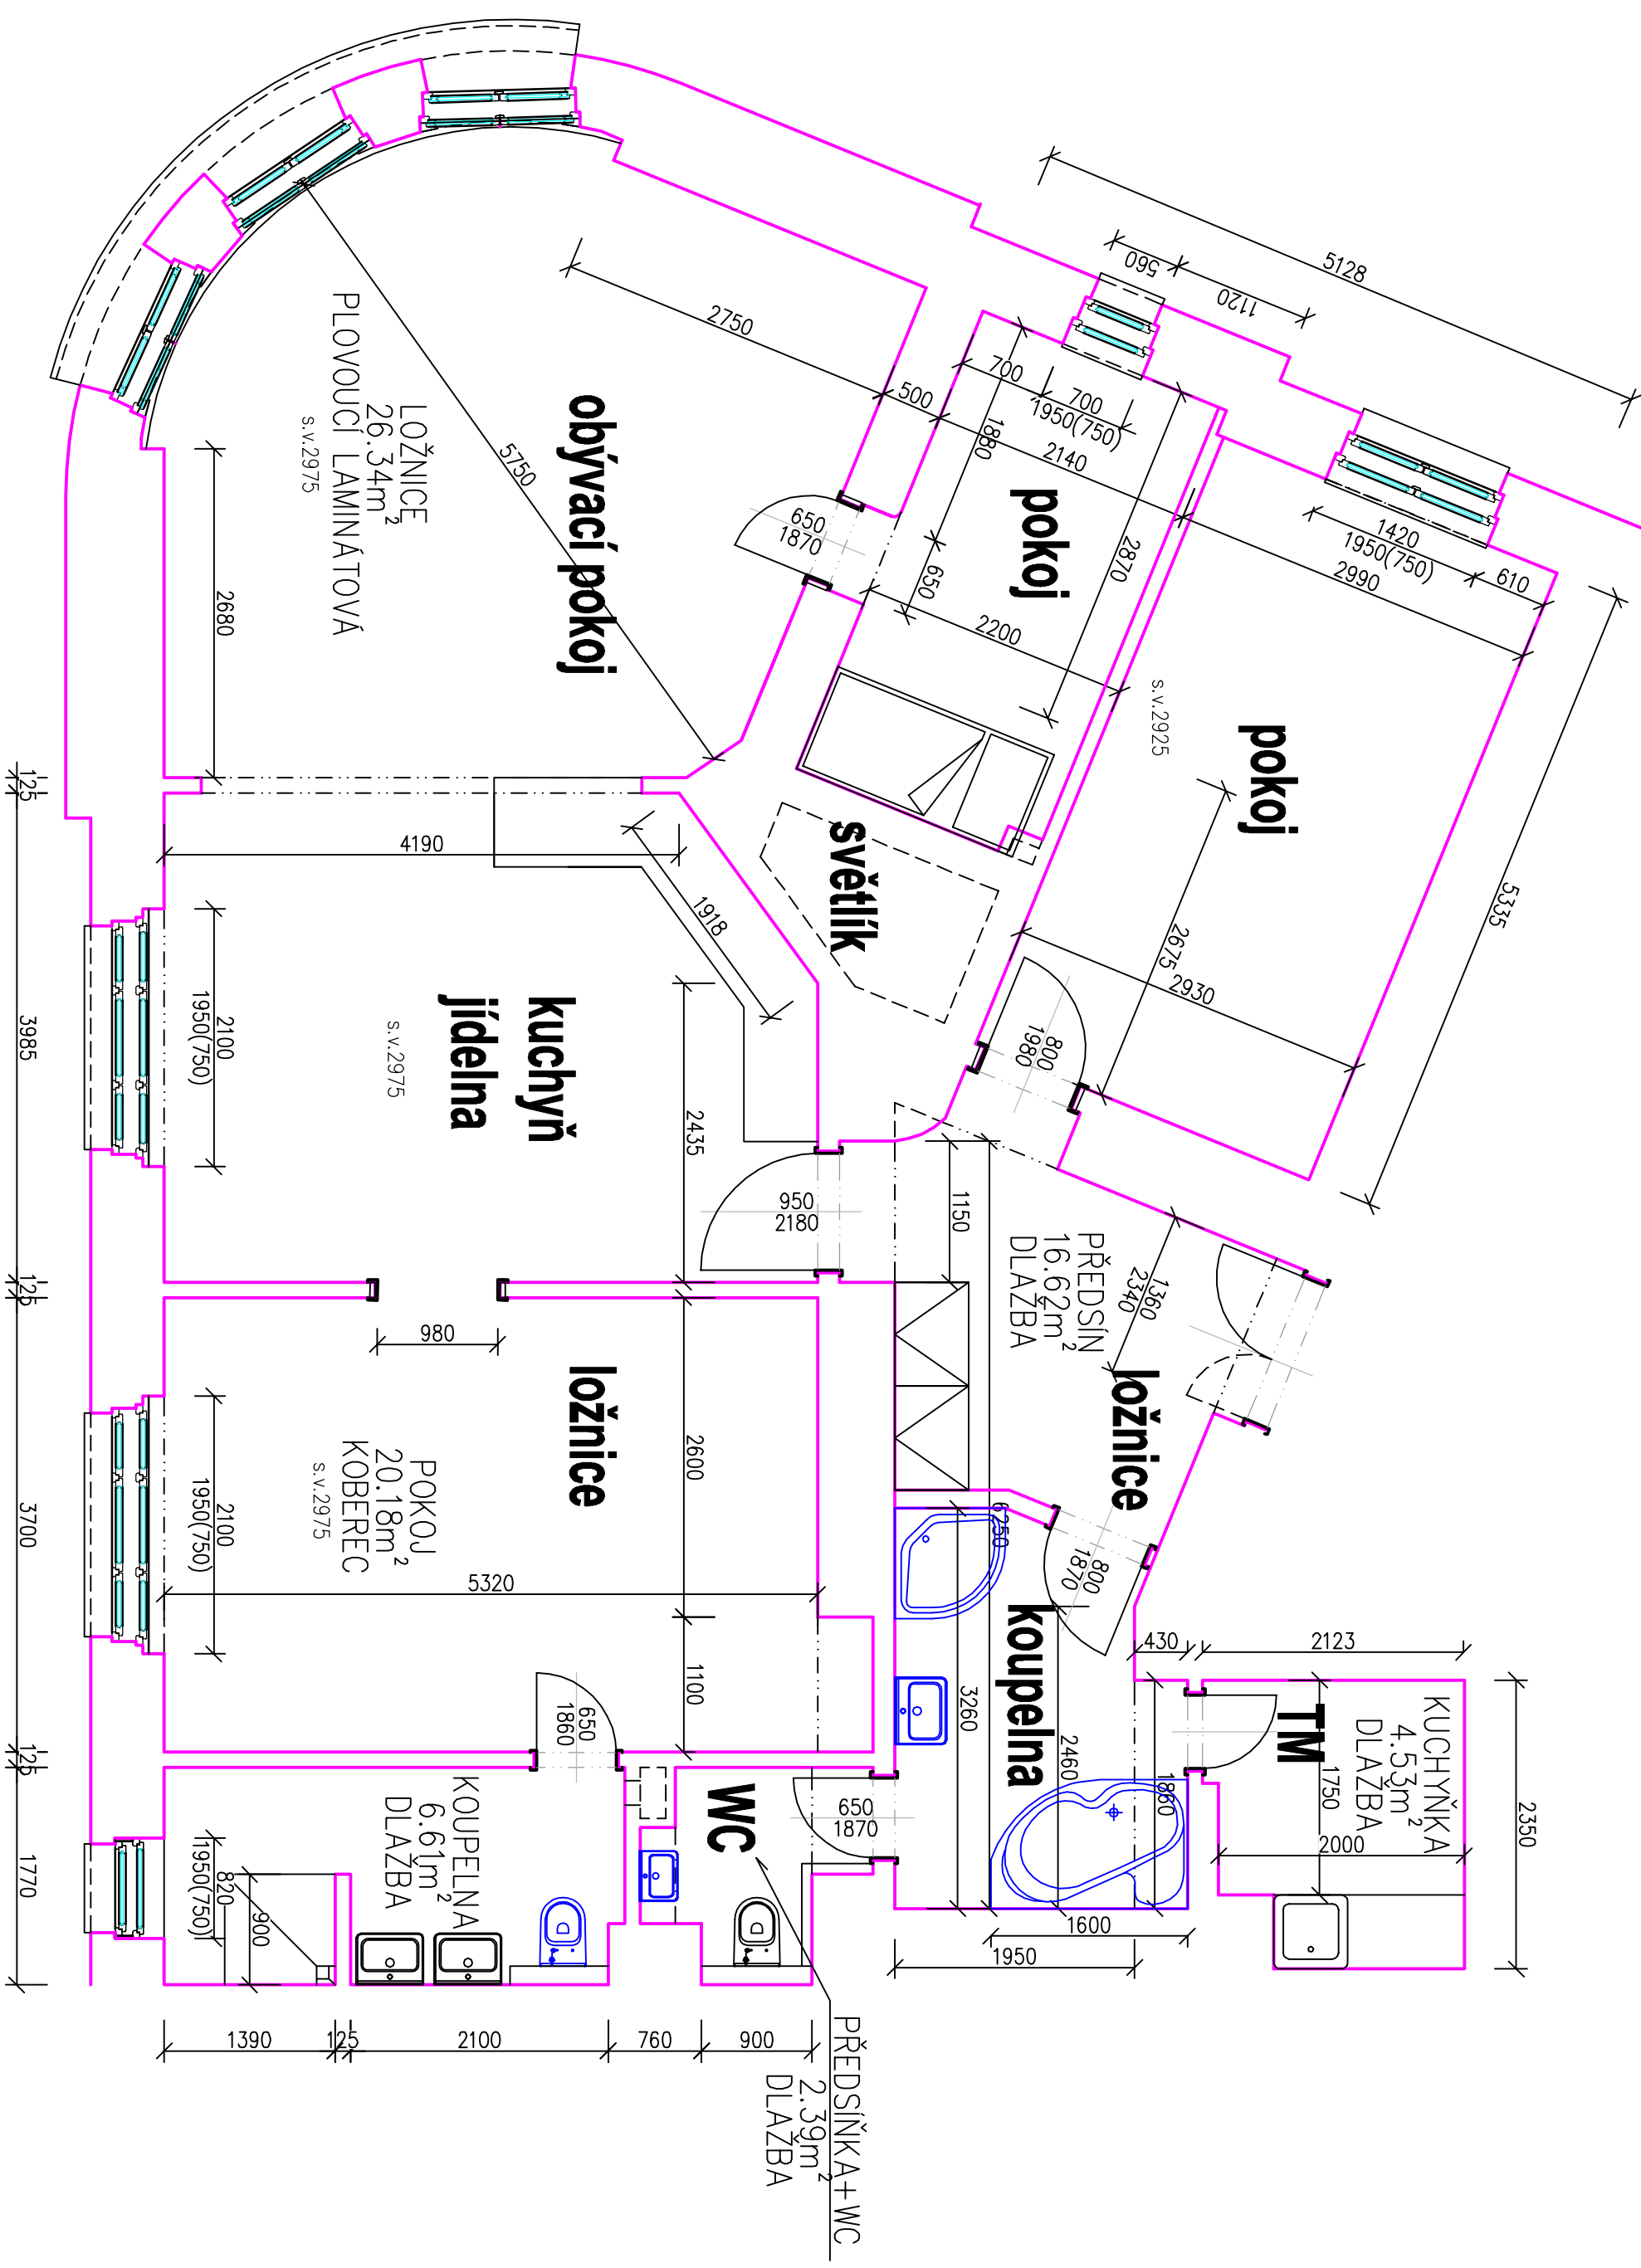 5128
560
1120
2750
500
700
700
1950(750)
1880
2140
1420
1950(750)
610
2990
5335
5750
LOŽNICE
26.34m²
PLOVOUCÍ LAMINÁTOVÁ
s.v.2975
obývací pokoj
2680
650
1870
pokoj
650
2870
2200
s.v.2925
pokoj
světlík
2675
2930
800
1980
125
4190
1918
3985
2100
1950(750)
s.v.2975
kuchyň
jídelna
2435
950
2180
1150
PŘEDSÍŇ
16.62m²
DLAŽBA
1360
2340
ložnice
125
980
ložnice
2600
6250
800
1870
3700
2100
1950(750)
POKOJ
20.18m²
KOBEREC
s.v.2975
5320
1100
650
1860
koupelna
3260
2460
430
2123
1860
TM
KUCHYŇKA
4.53m²
DLAŽBA
1750
2000
2350
125
1770
820
1950(750)
900
KOUPELNA
6.61m²
DLAŽBA
WC
650
1870
1600
1950
1390
125
2100
760
900
PŘEDSÍŇKA+WC
2.39m²
DLAŽBA